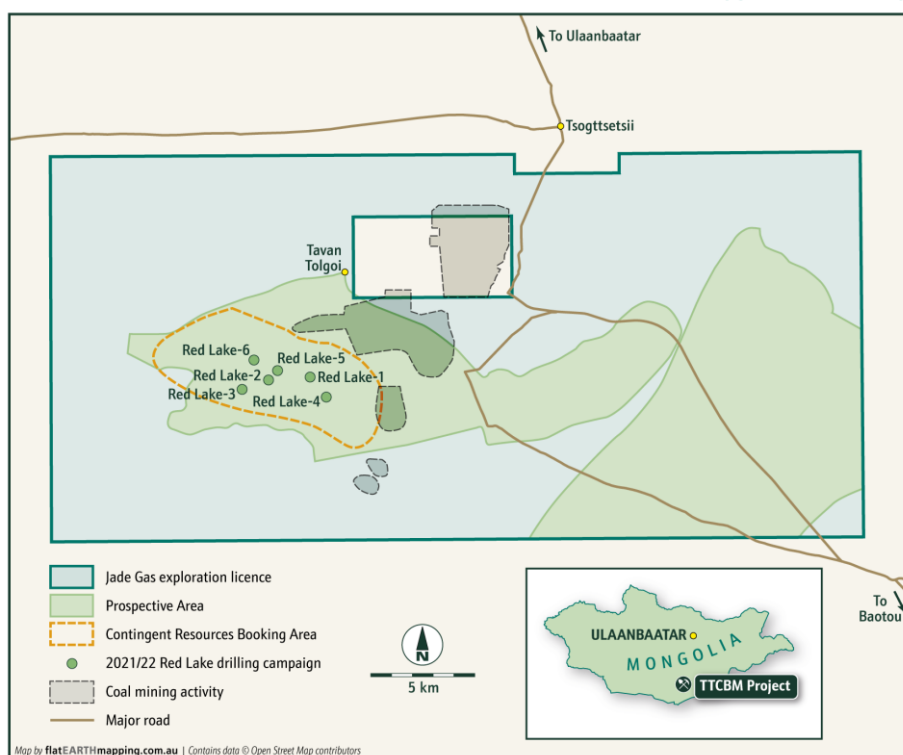 To Ulaanbaatar
Tsogttsetsii
Tavan
Tolgoi
Red Lake-6
Red Lake-5
Red Lake-2
Red Lake-1
Red Lake-3
Red Lake-4
Jade Gas exploration licence
Prospective Area
Contingent Resources Booking Area
2021/22 Red Lake drilling campaign
Coal mining activity
Major road
N
5 km
ULAANBAATAR
MONGOLIA
TTCBM Project
To
Baotou
Map by flatEARTHmapping.com.au | Contains data © Open Street Map contributors